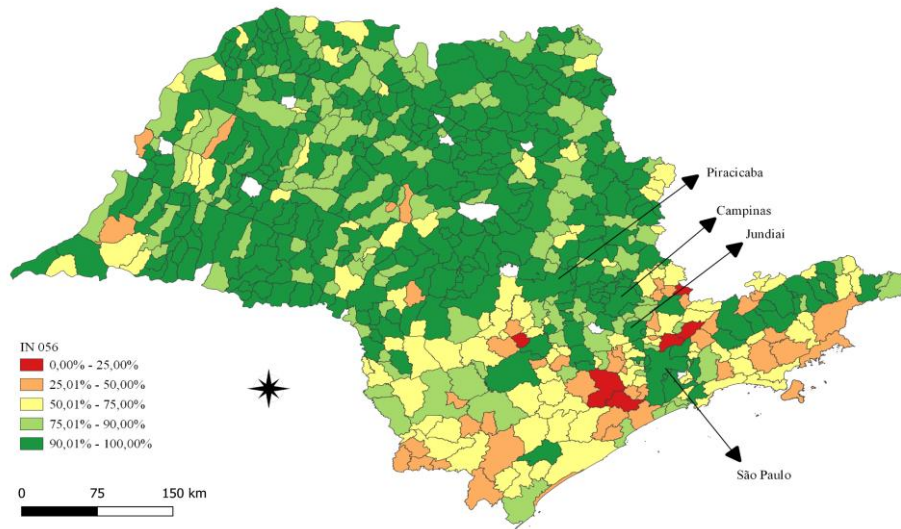 Piracicaba
Campinas
Jundiaí
IN 056
0,00% - 25,00%
25,01% - 50,00%
50,01% - 75,00%
75,01% - 90,00%
90,01% - 100,00%
São Paulo
0 75 150 km